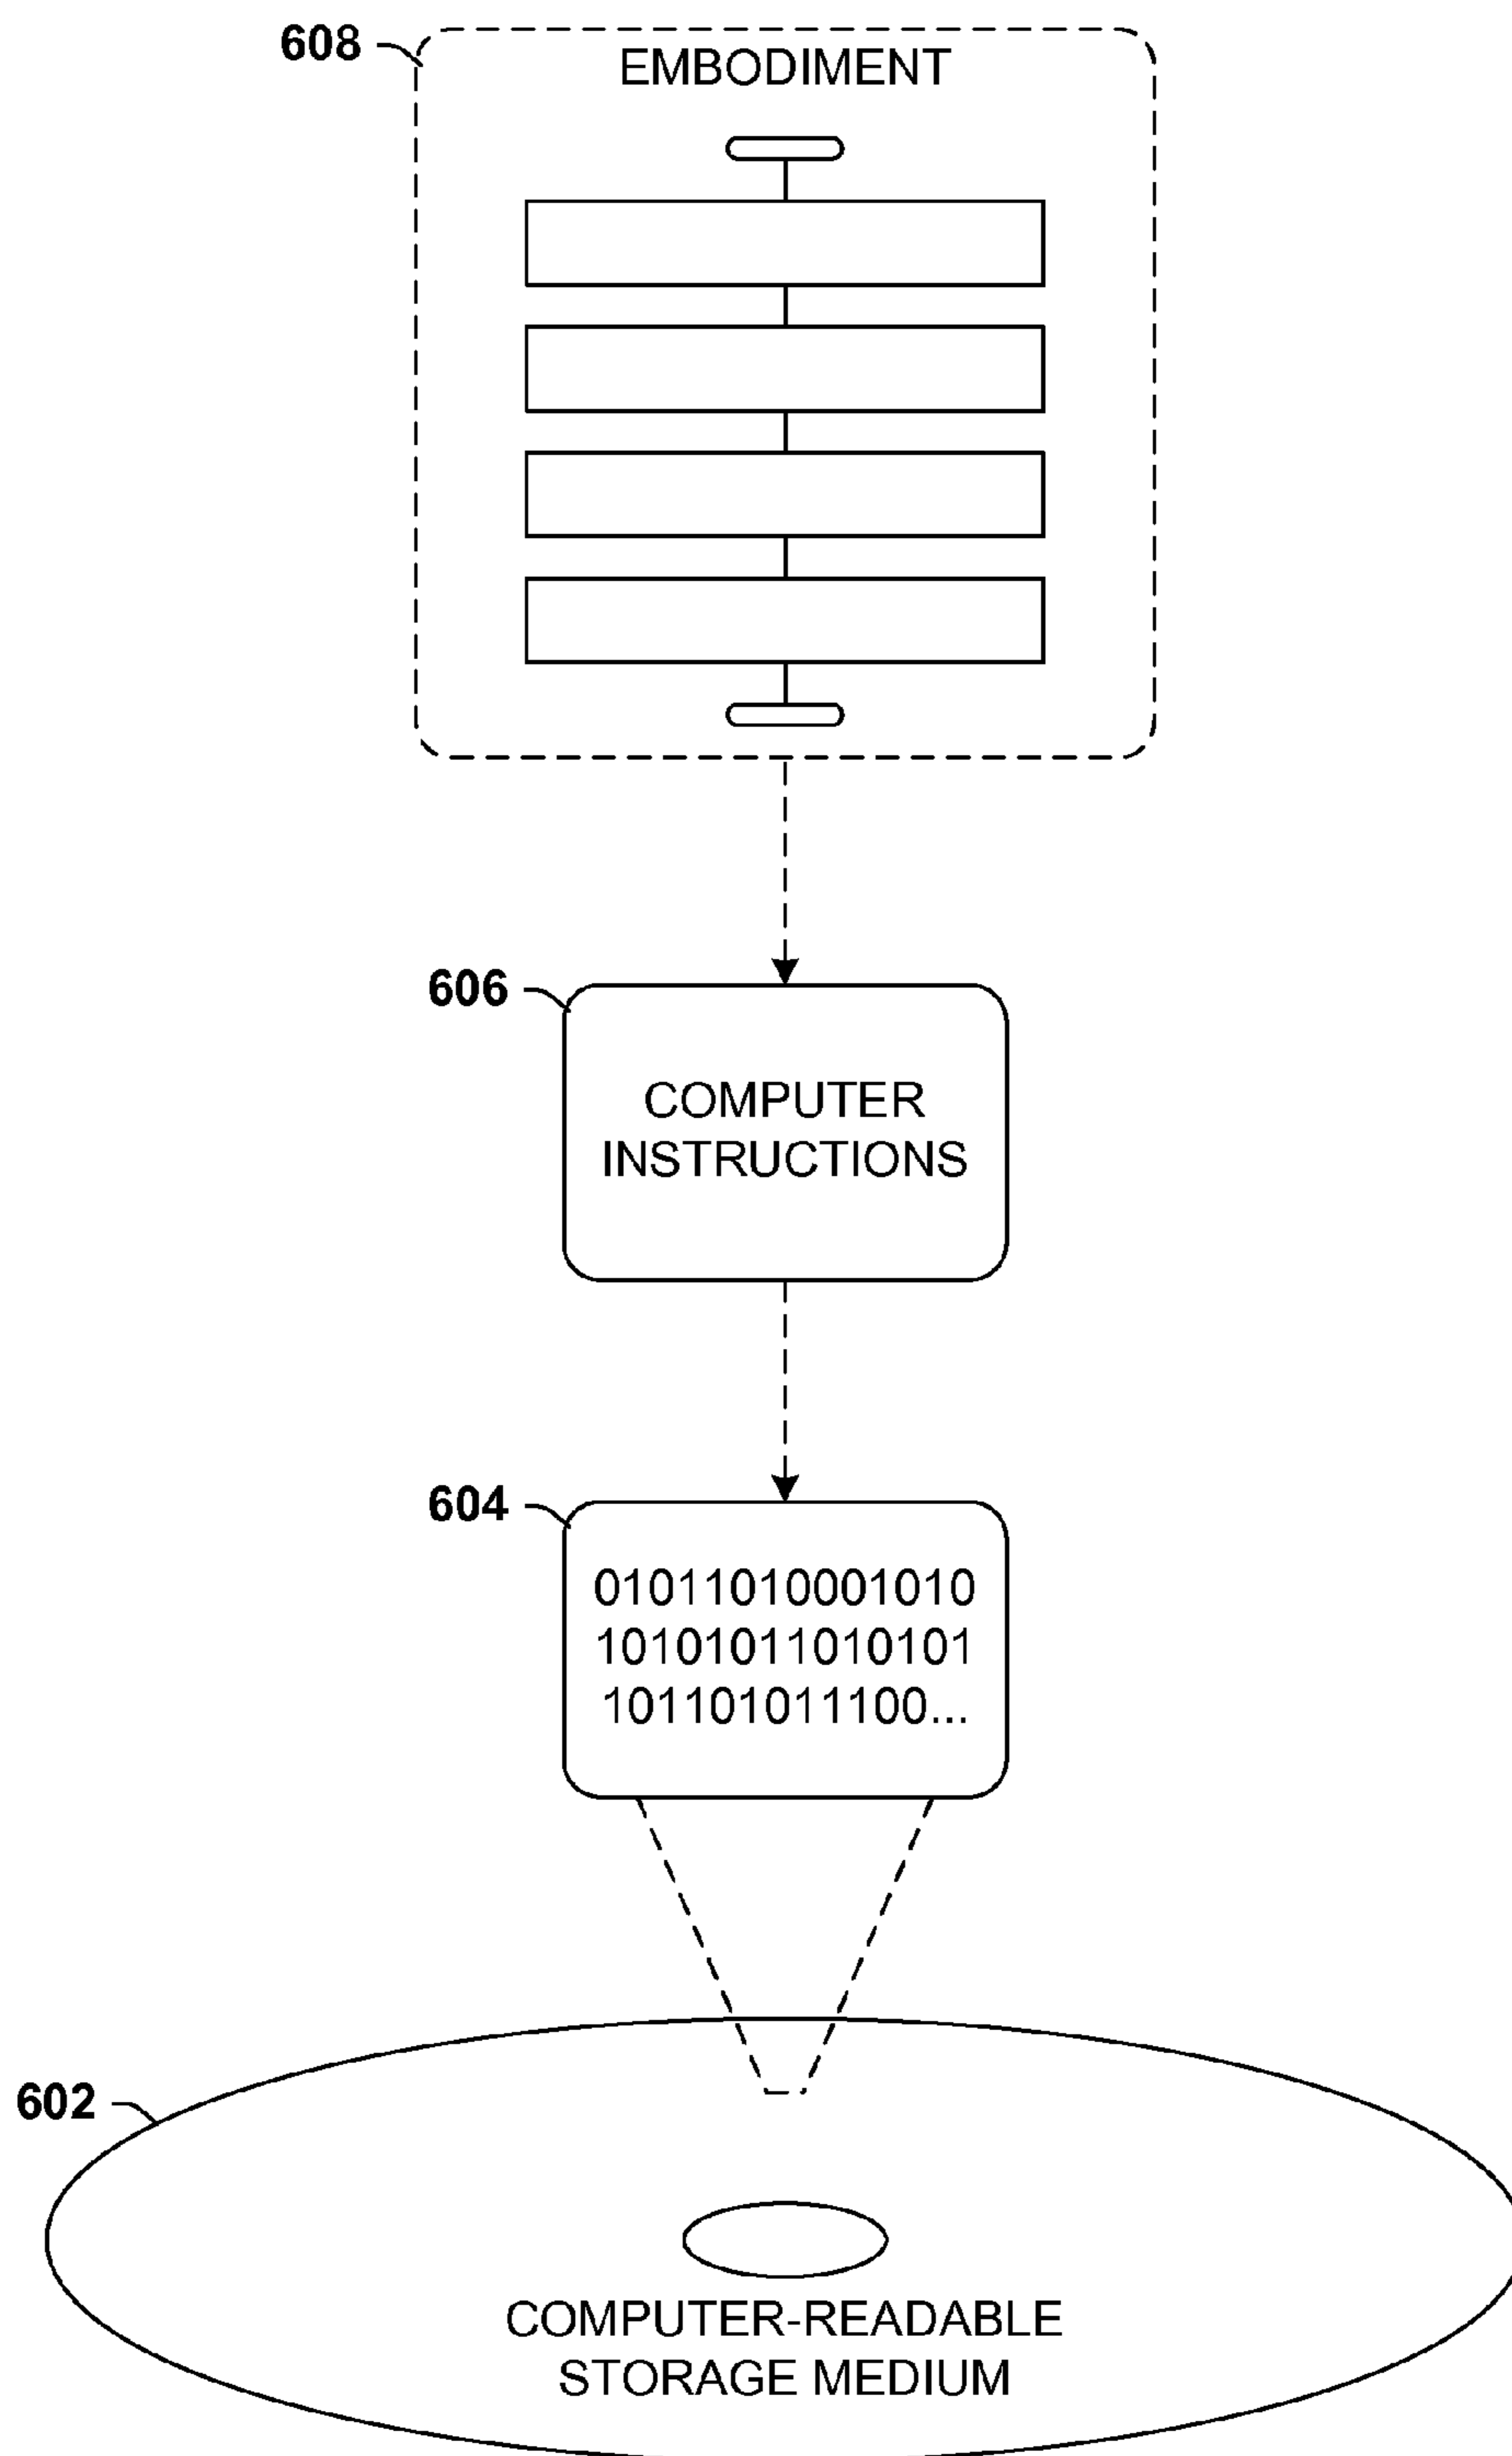 608
EMBODIMENT
606
COMPUTER
INSTRUCTIONS
604
01011010001010
10101011010101
101101011100...
602
COMPUTER-READABLE
STORAGE MEDIUM